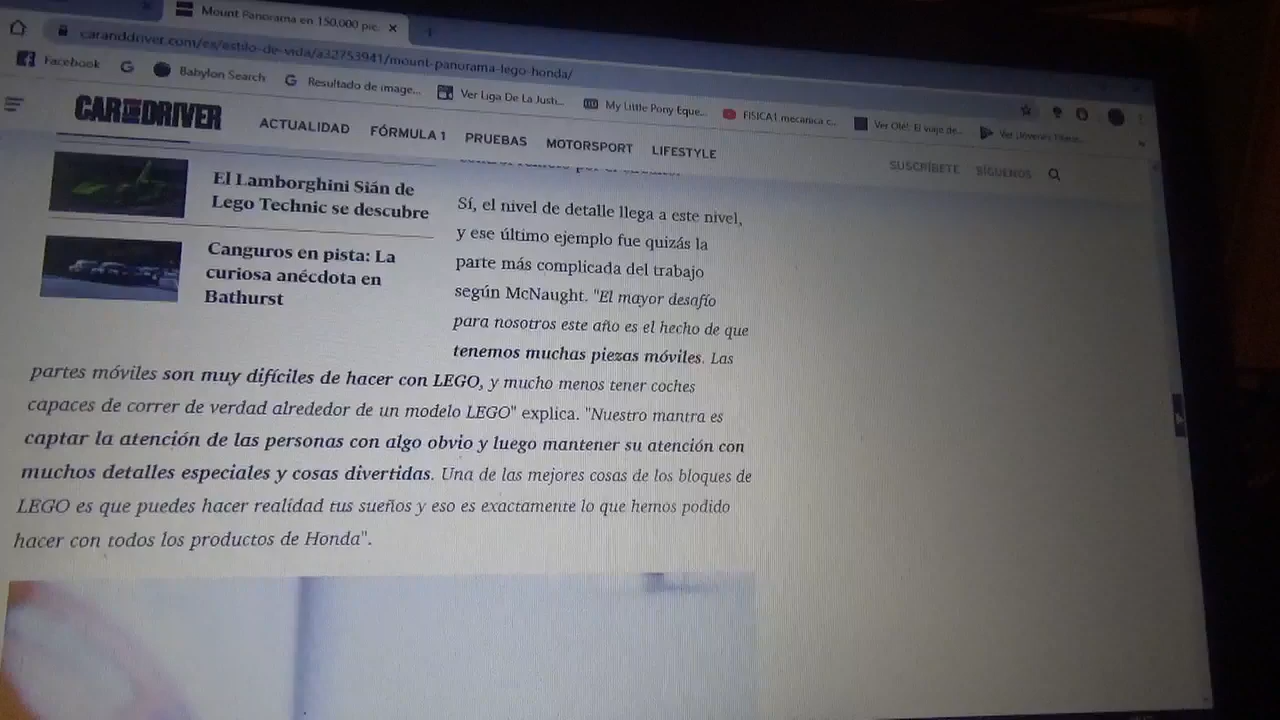 Mount Panorama en 150.000 pie
caranddriver.com/es/estilo-de-vida/a32753941/mount-panorama-lego-honda/
Facebook
Babylon Search
Resultado de image...
Ver Liga De La Justi...
My Little Pony Eque...
FISICA1 mecanica c...
Ver Olé!: El viaje de...
CAR AND DRIVER
ACTUALIDAD FÓRMULA 1 PRUEBAS MOTORSPORT LIFESTYLE
SUSCRÍBETE SÍGUENOS
El Lamborghini Sián de
Lego Technic se descubre
Canguros en pista: La
curiosa anécdota en
Bathurst
Sí, el nivel de detalle llega a este nivel,
y ese último ejemplo fue quizás la
parte más complicada del trabajo
según McNaught. "El mayor desafío
para nosotros este año es el hecho de que
tenemos muchas piezas móviles. Las
partes móviles son muy difíciles de hacer con LEGO, y mucho menos tener coches
capaces de correr de verdad alrededor de un modelo LEGO" explica. "Nuestro mantra es
captar la atención de las personas con algo obvio y luego mantener su atención con
muchos detalles especiales y cosas divertidas. Una de las mejores cosas de los bloques de
LEGO es que puedes hacer realidad tus sueños y eso es exactamente lo que hemos podido
hacer con todos los productos de Honda".